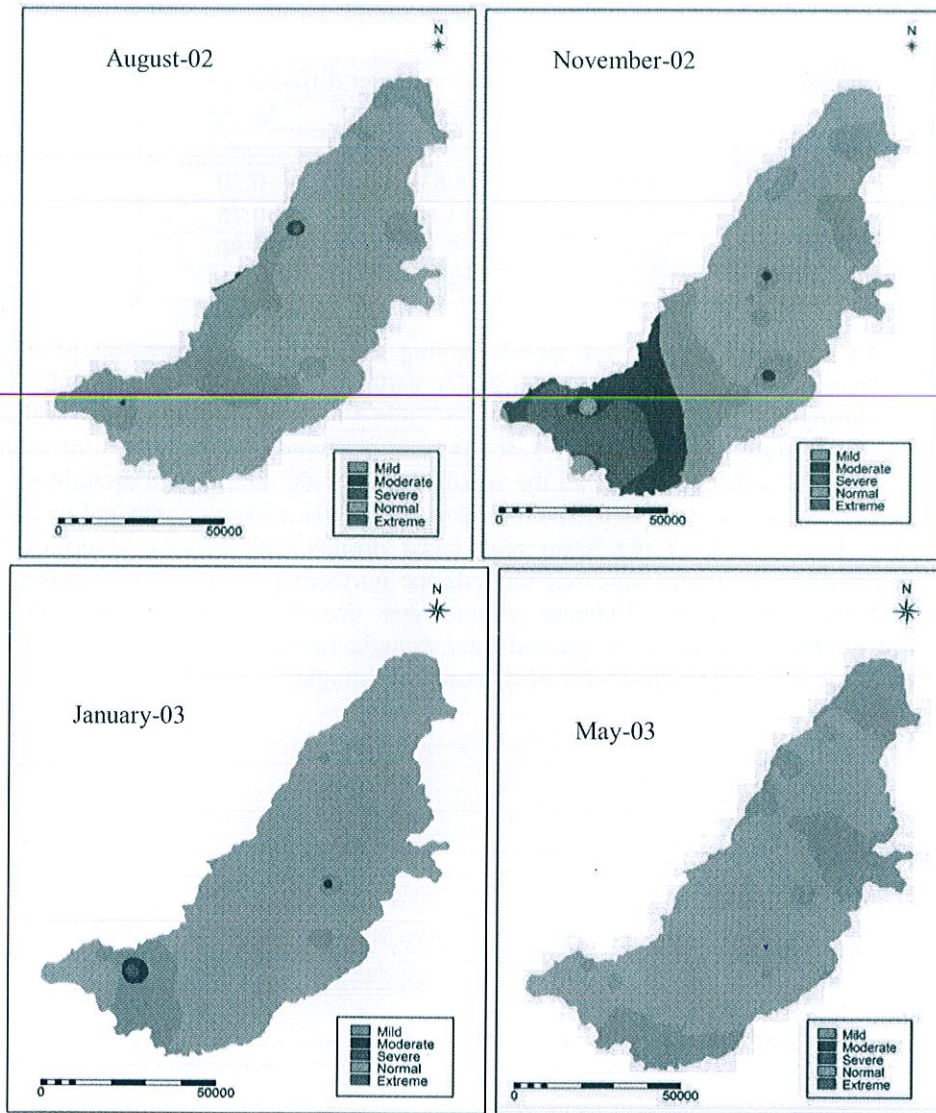 N
August-02
Mild
Moderate
Severe
Normal
Extreme
0
50000
N
November-02
Mild
Moderate
Severe
Normal
Extreme
0
50000
N
January-03
Mild
Moderate
Severe
Normal
Extreme
0
50000
N
May-03
Mild
Moderate
Severe
Normal
Extreme
0
50000